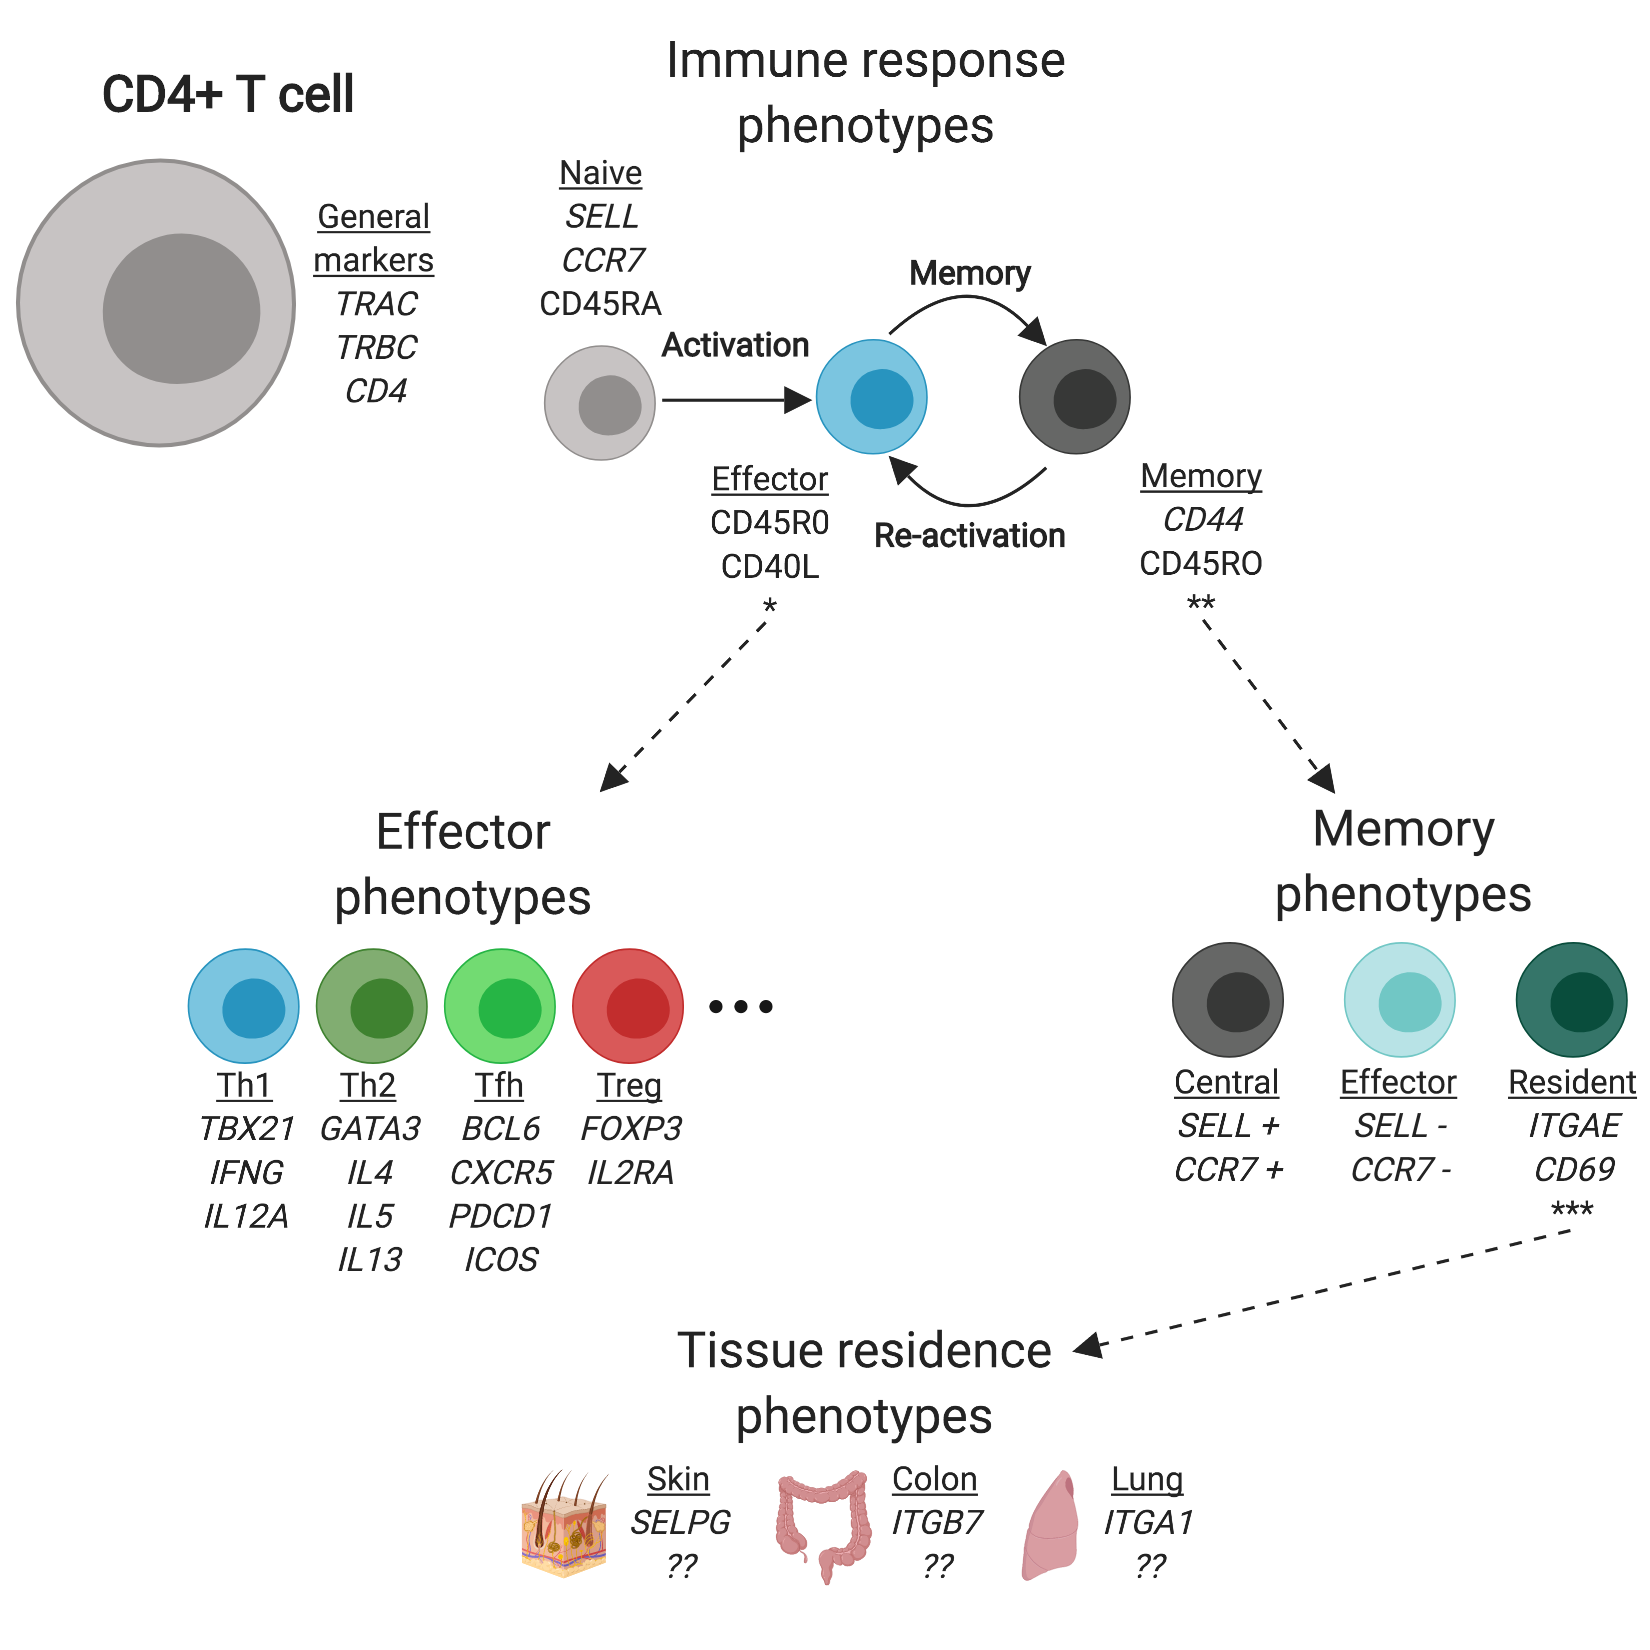 CD4+ T cell
General
markers
TRAC
TRBC
CD4
Immune response
phenotypes
Naive
SELL
CCR7
CD45RA
Activation
Memory
Re-activation
Effector
CD45R0
CD40L
*
Memory
CD44
CD45RO
**
Effector
phenotypes
Th1
TBX21
IFNG
IL12A
Th2
GATA3
IL4
IL5
IL13
Tfh
BCL6
CXCR5
PDCD1
ICOS
Treg
FOXP3
IL2RA
•••
Memory
phenotypes
Central
SELL +
CCR7 +
Effector
SELL -
CCR7 -
Resident
ITGAE
CD69
***
Tissue residence
phenotypes
Skin
SELPG
??
Colon
ITGB7
??
Lung
ITGA1
??